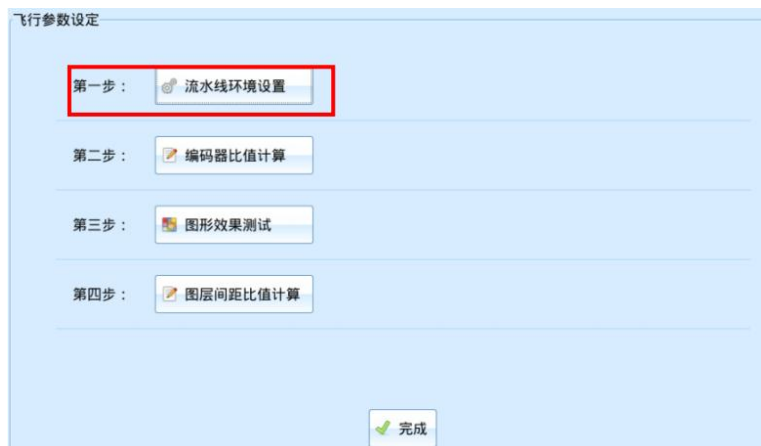 飞行参数设定
第一步： 流水线环境设置
第二步： 编码器比值计算
第三步： 图形效果测试
第四步： 图层间距比值计算
完成